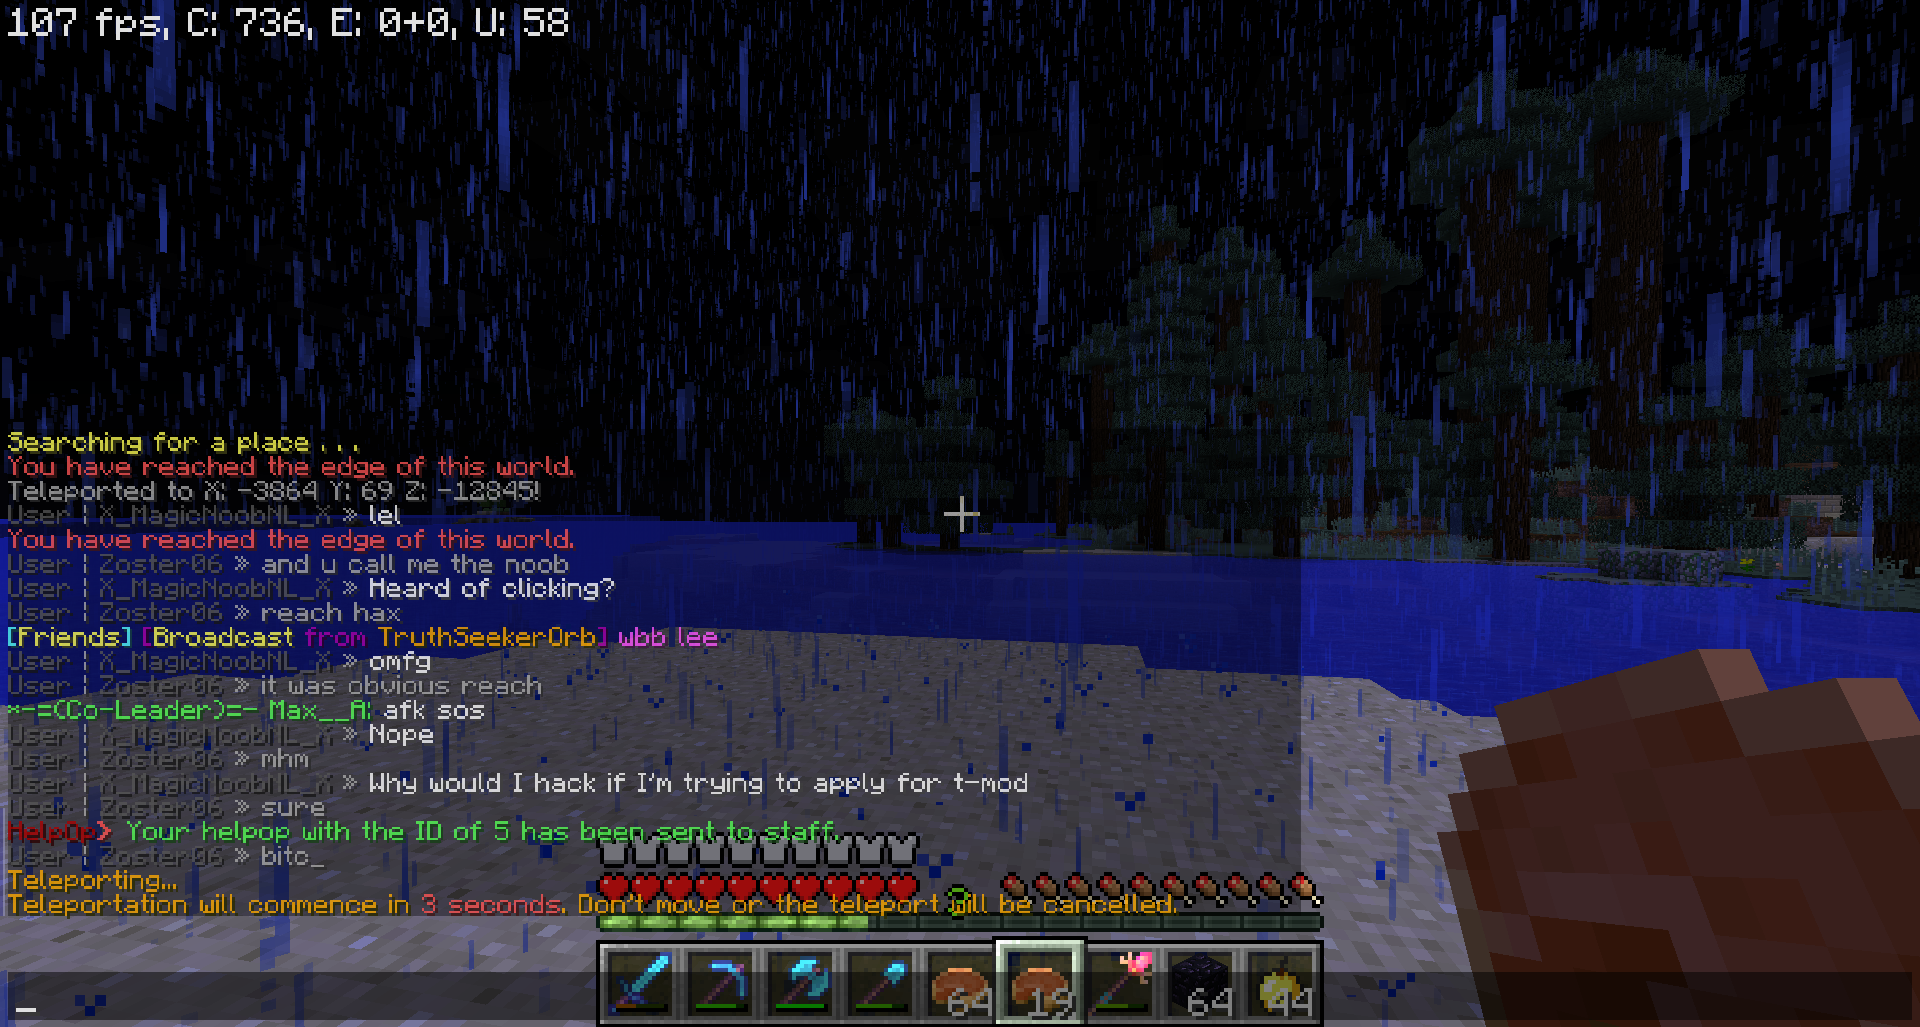 107 fps, C: 736, E: 0+0, U: 58
Searching for a place . . .
You have reached the edge of this world.
Teleported to X: -3864 Y: 69 Z: -12845!
User ¦ X_MagicNoobNL_X » lel
You have reached the edge of this world.
User ¦ Zoster06 » and u call me the noob
User ¦ X_MagicNoobNL_X » Heard of clicking?
User ¦ Zoster06 » reach hax
[Friends] [Broadcast from TruthSeekerOrb] wbb lee
User ¦ X_MagicNoobNL_X » omfg
User ¦ Zoster06 » it was obvious reach
*-=(Co-Leader)=- Max__A: afk sos
User ¦ X_MagicNoobNL_X » Nope
User ¦ Zoster06 » mhm
User ¦ X_MagicNoobNL_X » Why would I hack if I'm trying to apply for t-mod
User ¦ Zoster06 » sure
HelpOp> Your helpop with the ID of 5 has been sent to staff.
User ¦ Zoster06 » bitc_
Teleporting...
Teleportation will commence in 3 seconds. Don't move or the teleport will be cancelled.
64 19 64 44
_